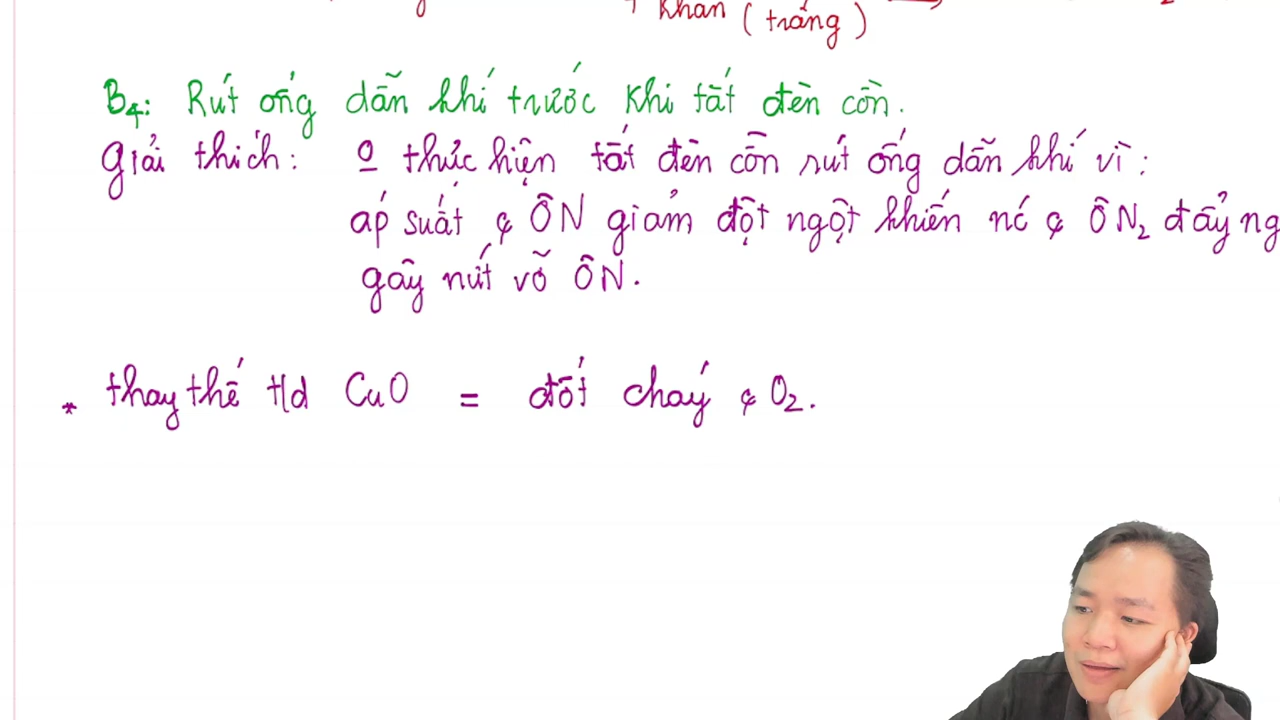 khan (trắng)
B4: Rút ống dẫn khí trước khi tắt đèn cồn.
giải thích: o thực hiện tắt đèn cồn rút ống dẫn khí vì:
áp suất ¢ ÔN giảm đột ngột khiến nó ¢ ÔN2 đẩy ng
gây nứt vỡ ÔN.
* thay thế t/d CuO = đốt cháy ¢ O2.